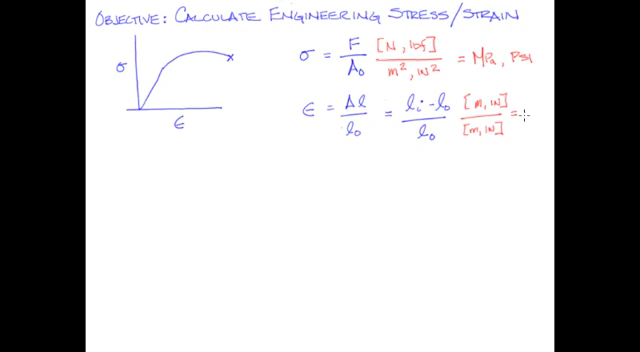 OBJECTIVE: CALCULATE ENGINEERING STRESS/STRAIN
σ
ε
σ = F/A₀ [N, lbf]/m², in² = MPa, PSI
ε = Δl/l₀ = lᵢ - l₀/l₀ [m, in]/[m, in] =